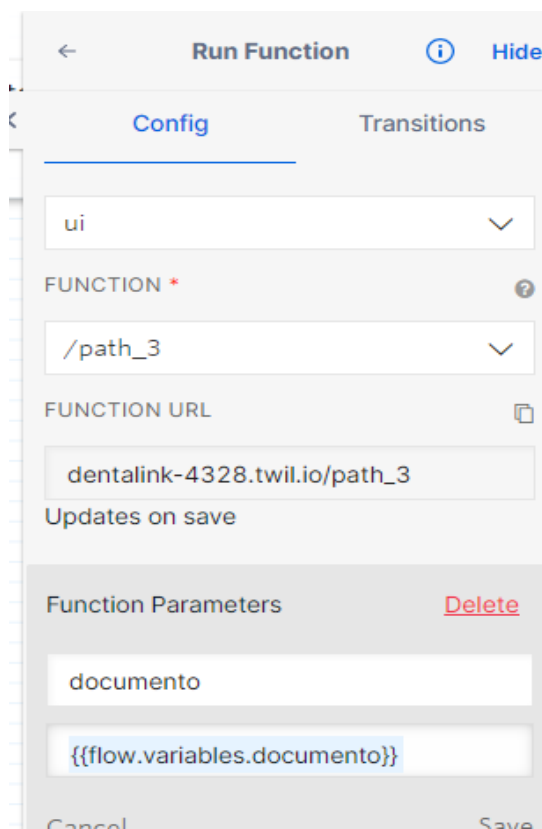 ← Run Function Hide
Config Transitions
ui
FUNCTION *
/path_3
FUNCTION URL
dentalink-4328.twil.io/path_3
Updates on save
Function Parameters Delete
documento
{{flow.variables.documento}}
Cancel Save